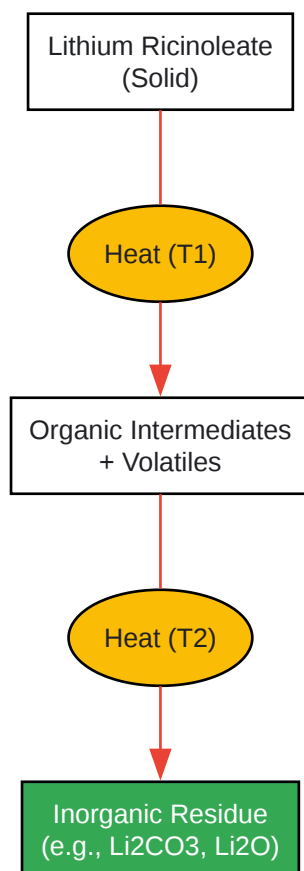 Lithium Ricinoleate
(Solid)
Heat (T1)
Organic Intermediates
+ Volatiles
Heat (T2)
Inorganic Residue
(e.g., Li2CO3, Li2O)